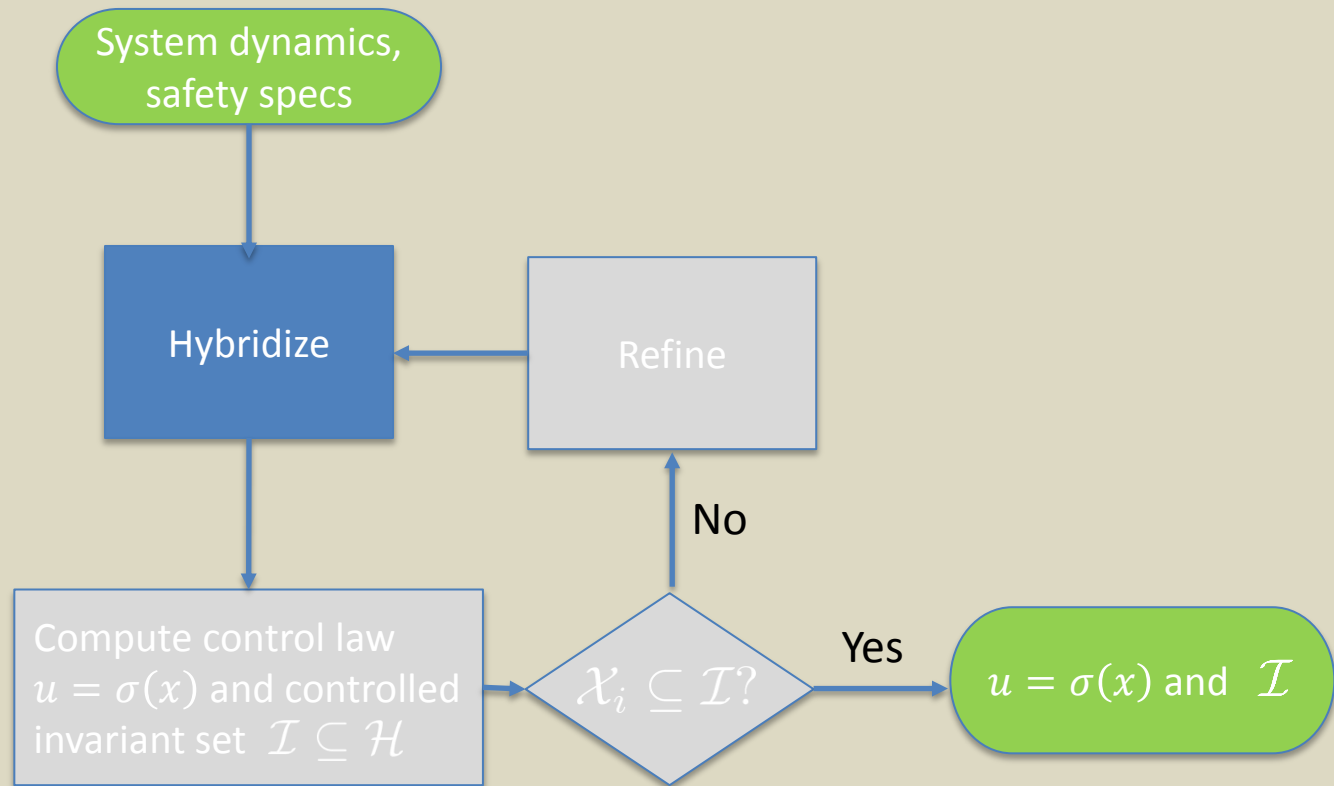 System dynamics,
safety specs
Hybridize
Refine
No
Compute control law
u = σ(x) and controlled
invariant set ℐ ⊆ ℋ
𝒳ᵢ ⊆ ℐ?
Yes
u = σ(x) and ℐ